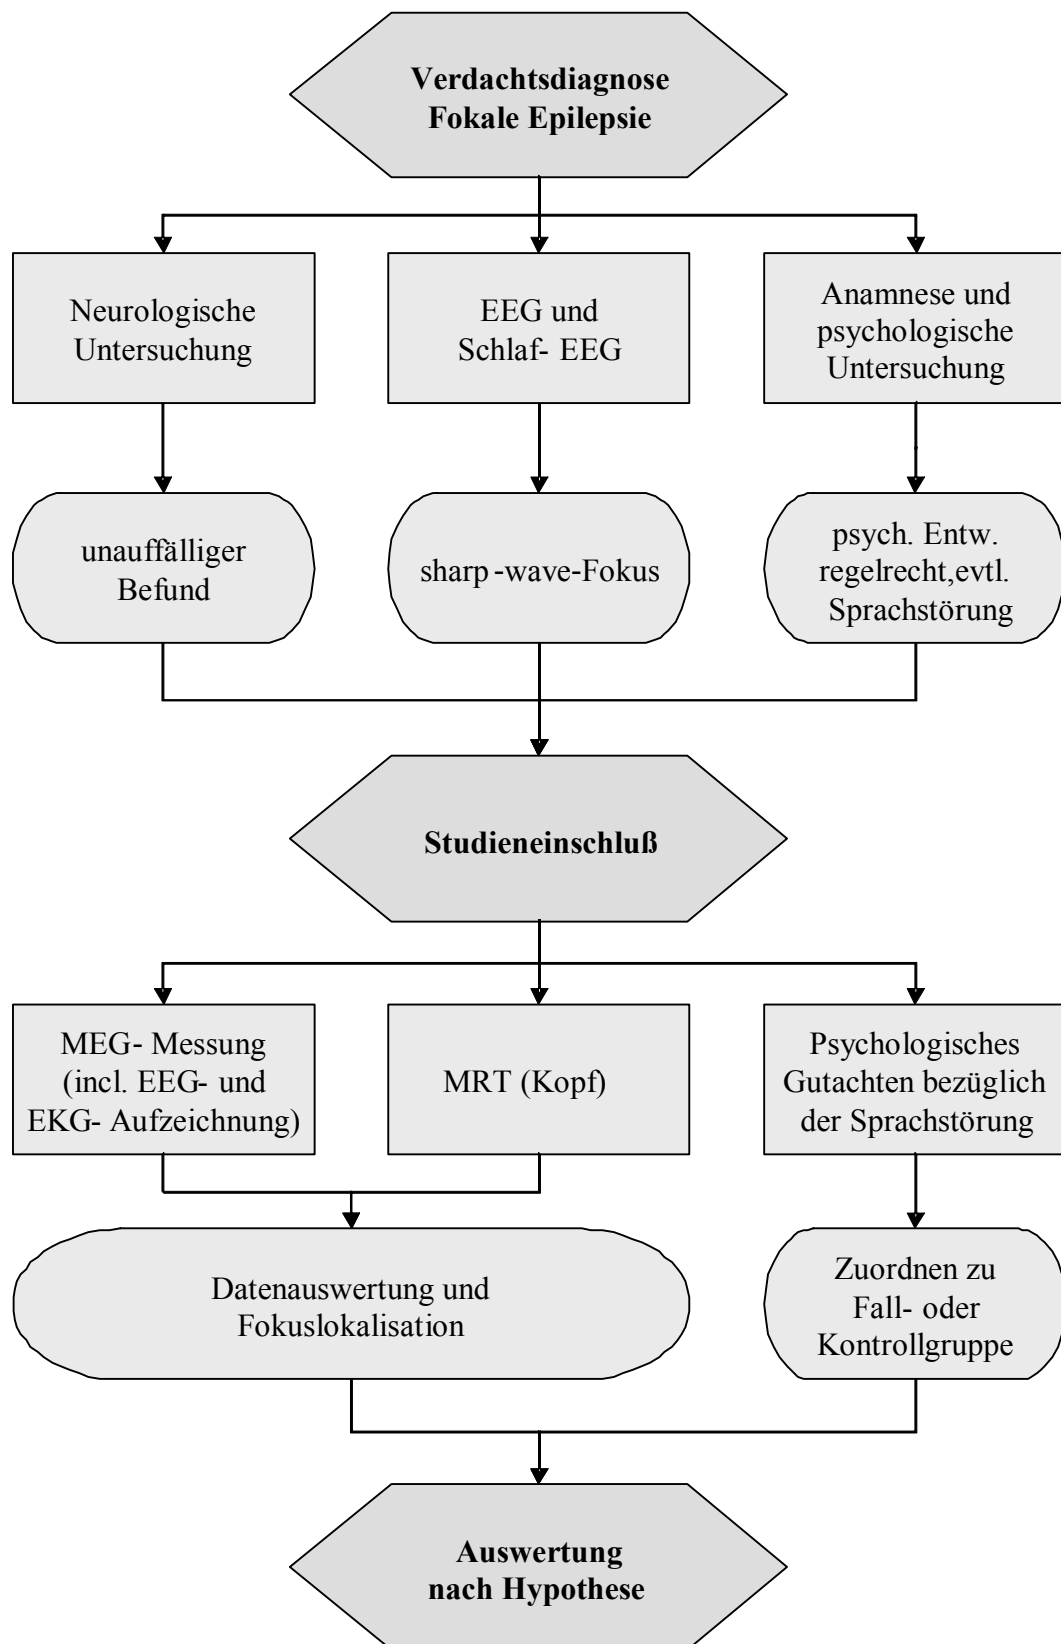 Verdachtsdiagnose
Fokale Epilepsie
Neurologische
Untersuchung
EEG und
Schlaf- EEG
Anamnese und
psychologische
Untersuchung
unauffälliger
Befund
sharp-wave-Fokus
psych. Entw.
regelrecht,evtl.
Sprachstörung
Studieneinschluß
MEG- Messung
(incl. EEG- und
EKG- Aufzeichnung)
MRT (Kopf)
Psychologisches
Gutachten bezüglich
der Sprachstörung
Datenauswertung und
Fokuslokalisation
Zuordnen zu
Fall- oder
Kontrollgruppe
Auswertung
nach Hypothese